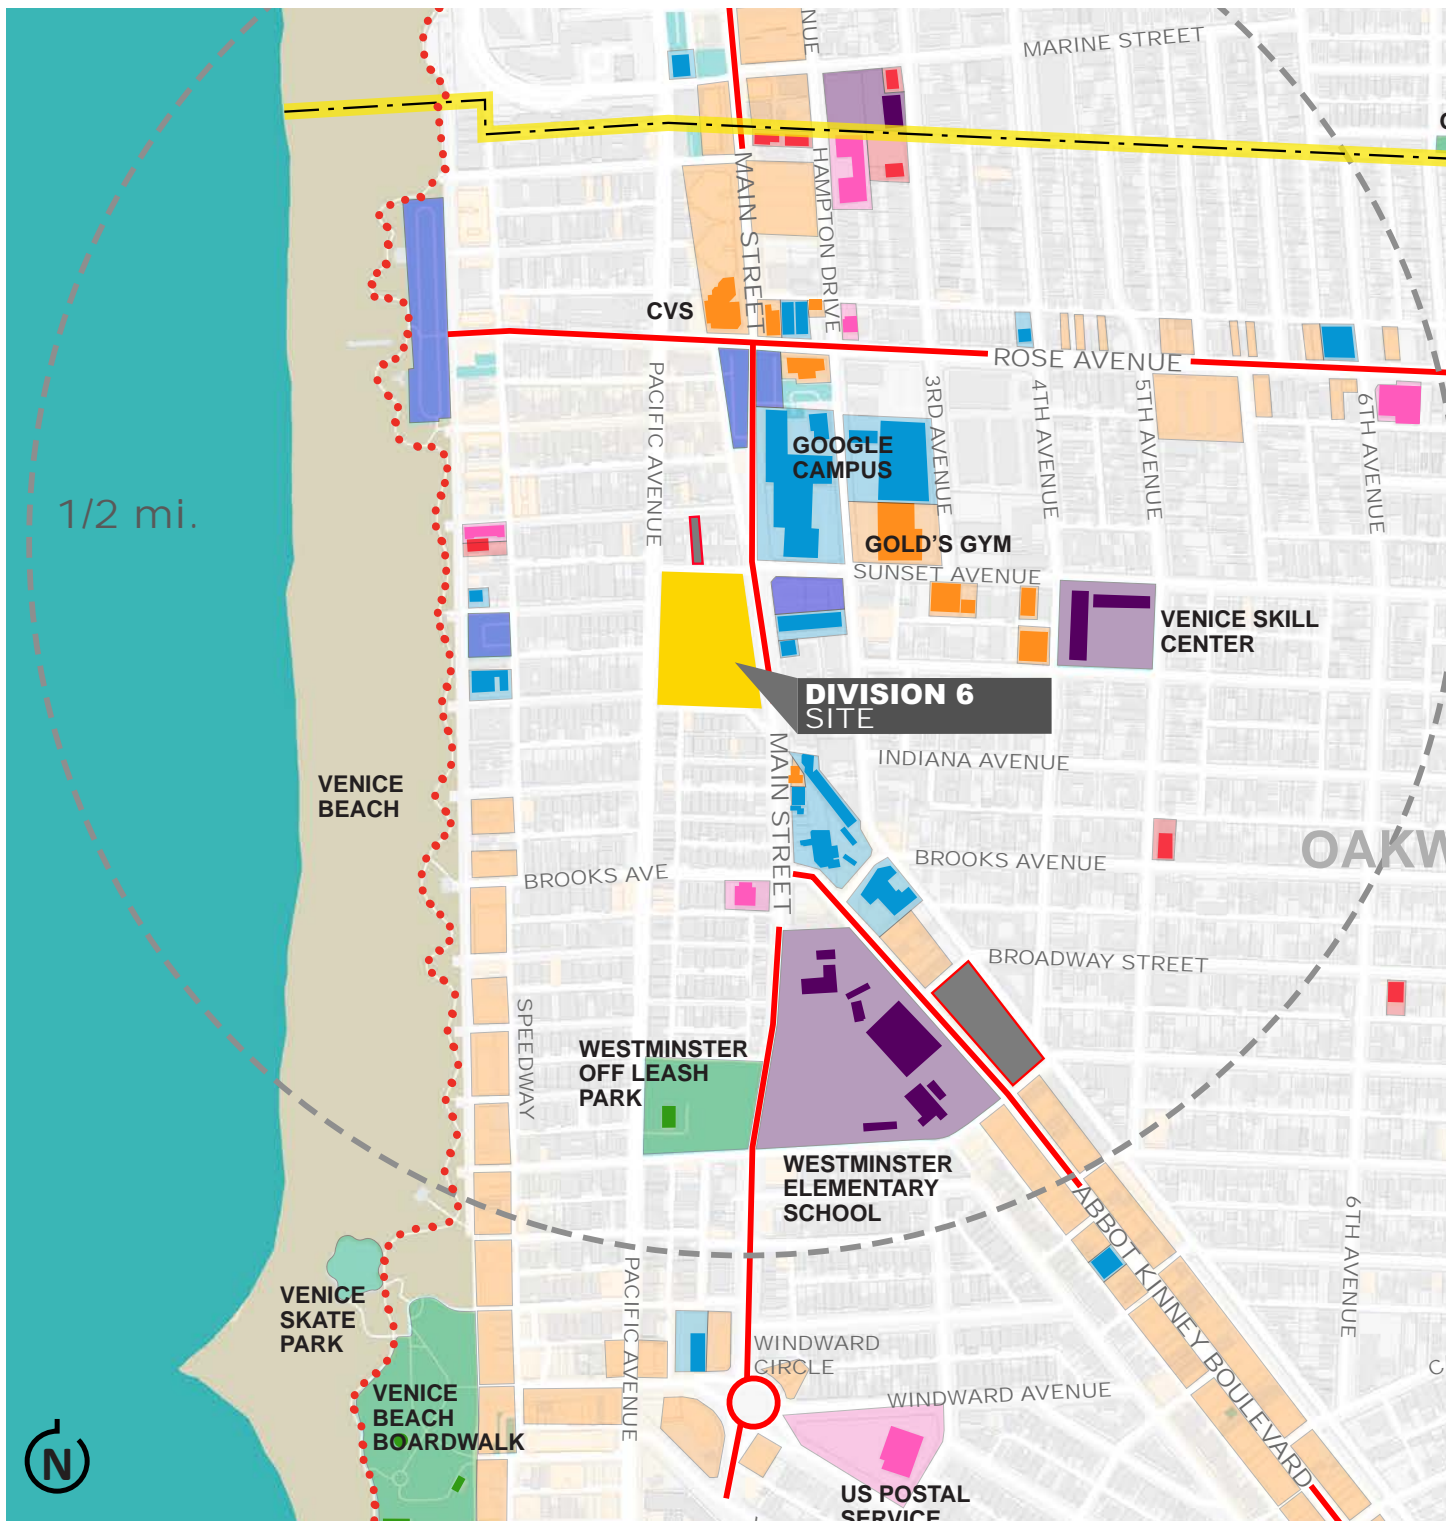 MARINE STREET
MAIN STREET
HAMPTON DRIVE
CVS
ROSE AVENUE
PACIFIC AVENUE
3RD AVENUE
4TH AVENUE
5TH AVENUE
6TH AVENUE
GOOGLE
CAMPUS
1/2 mi.
GOLD'S GYM
SUNSET AVENUE
VENICE SKILL
CENTER
DIVISION 6
SITE
MAIN STREET
INDIANA AVENUE
VENICE
BEACH
BROOKS AVE
BROOKS AVENUE
OAKW
BROADWAY STREET
SPEEDWAY
WESTMINSTER
OFF LEASH
PARK
WESTMINSTER
ELEMENTARY
SCHOOL
ABBOT KINNEY BOULEVARD
6TH AVENUE
PACIFIC AVENUE
VENICE
SKATE
PARK
WINDWARD
CIRCLE
WINDWARD AVENUE
VENICE
BEACH
BOARDWALK
N
US POSTAL
SERVICE